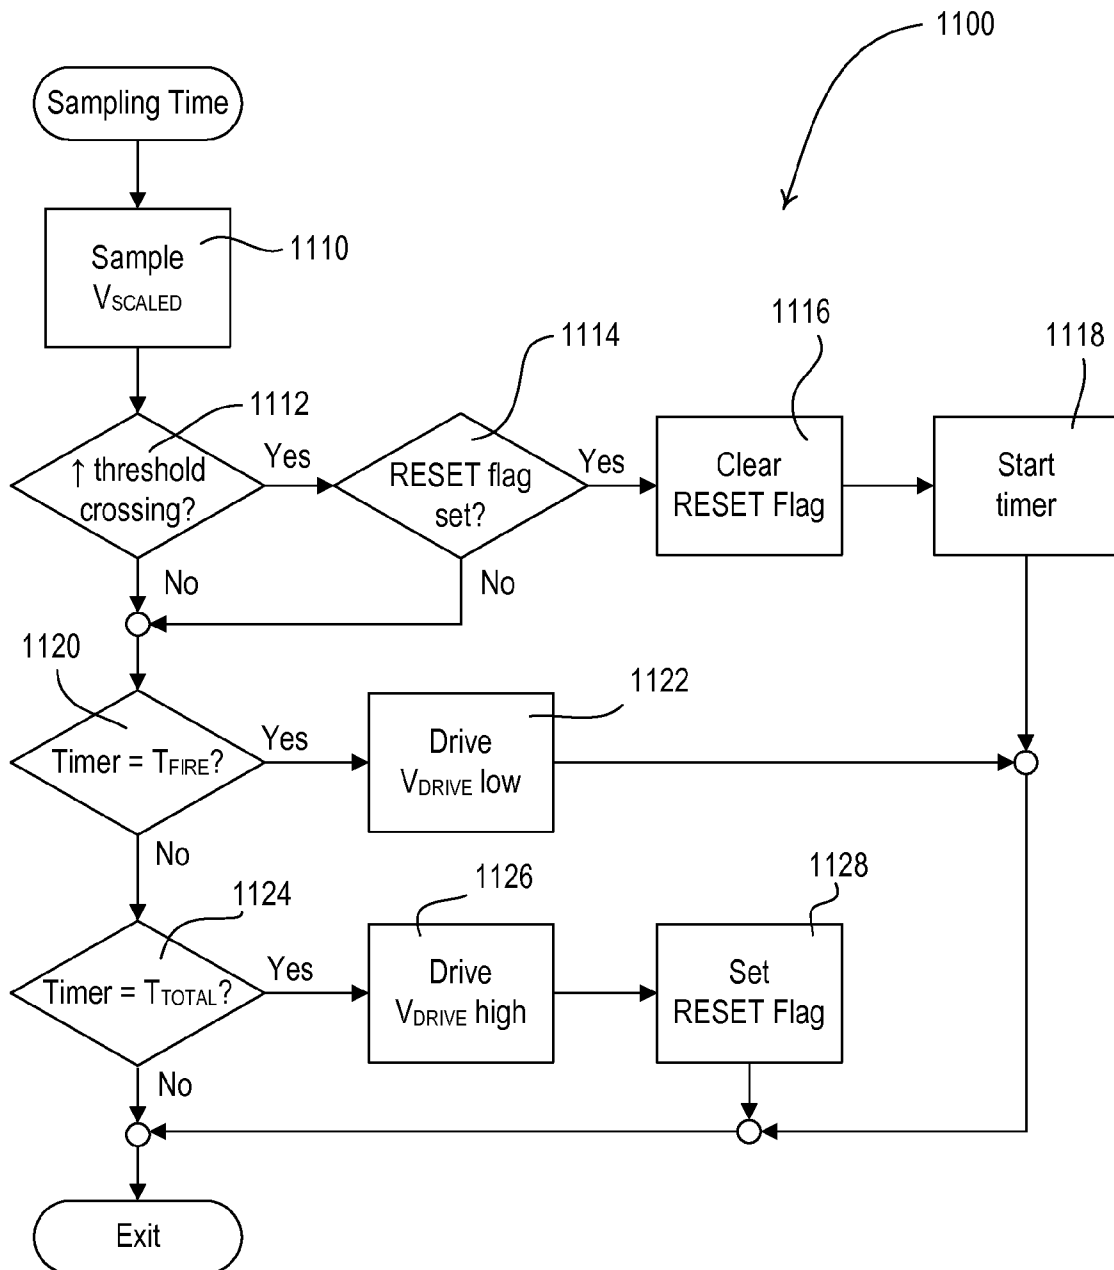 1100
Sampling Time
1110
Sample
VSCALED
1116
1114
1118
1112
↑ threshold
crossing?
Yes
RESET flag
set?
Yes
Clear
RESET Flag
Start
timer
No
No
1120
1122
Timer = TFIRE?
Yes
Drive
VDRIVE low
No
1124
1126
1128
Timer = TTOTAL?
Yes
Drive
VDRIVE high
Set
RESET Flag
No
Exit